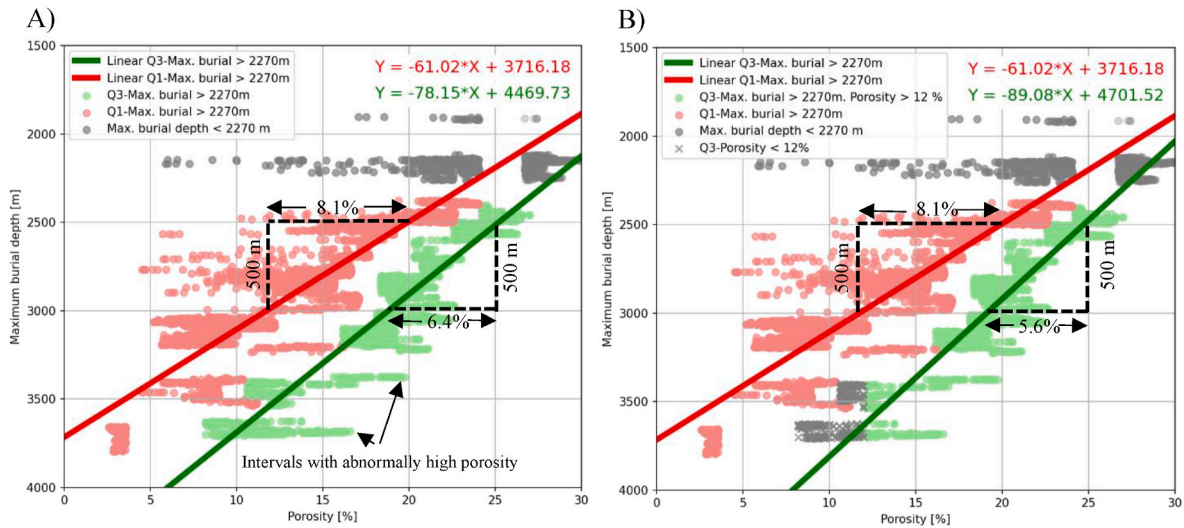 A)
Linear Q3-Max. burial > 2270m
Linear Q1-Max. burial > 2270m
Q3-Max. burial > 2270m
Q1-Max. burial > 2270m
Max. burial depth < 2270 m
Y = -61.02*X + 3716.18
Y = -78.15*X + 4469.73
8.1%
500 m
500 m
6.4%
Intervals with abnormally high porosity
1500
2000
2500
3000
3500
4000
Maximum burial depth [m]
0 5 10 15 20 25 30
Porosity [%]
B)
Linear Q3-Max. burial > 2270m
Linear Q1-Max. burial > 2270m
Q3-Max. burial > 2270m. Porosity > 12 %
Q1-Max. burial > 2270m
Max. burial depth < 2270 m
Q3-Porosity < 12%
Y = -61.02*X + 3716.18
Y = -89.08*X + 4701.52
8.1%
500 m
500 m
5.6%
1500
2000
2500
3000
3500
4000
Maximum burial depth [m]
0 5 10 15 20 25 30
Porosity [%]